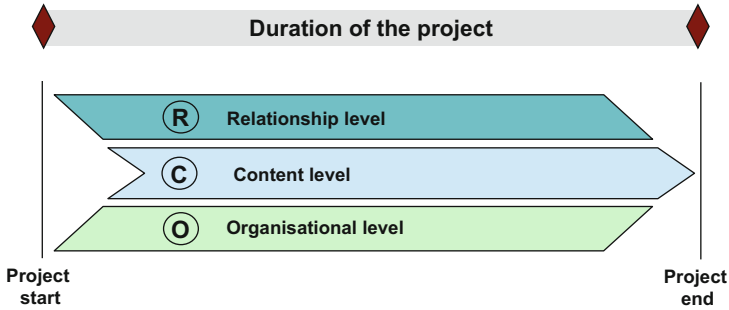 Duration of the project
R Relationship level
C Content level
O Organisational level
Project
start
Project
end